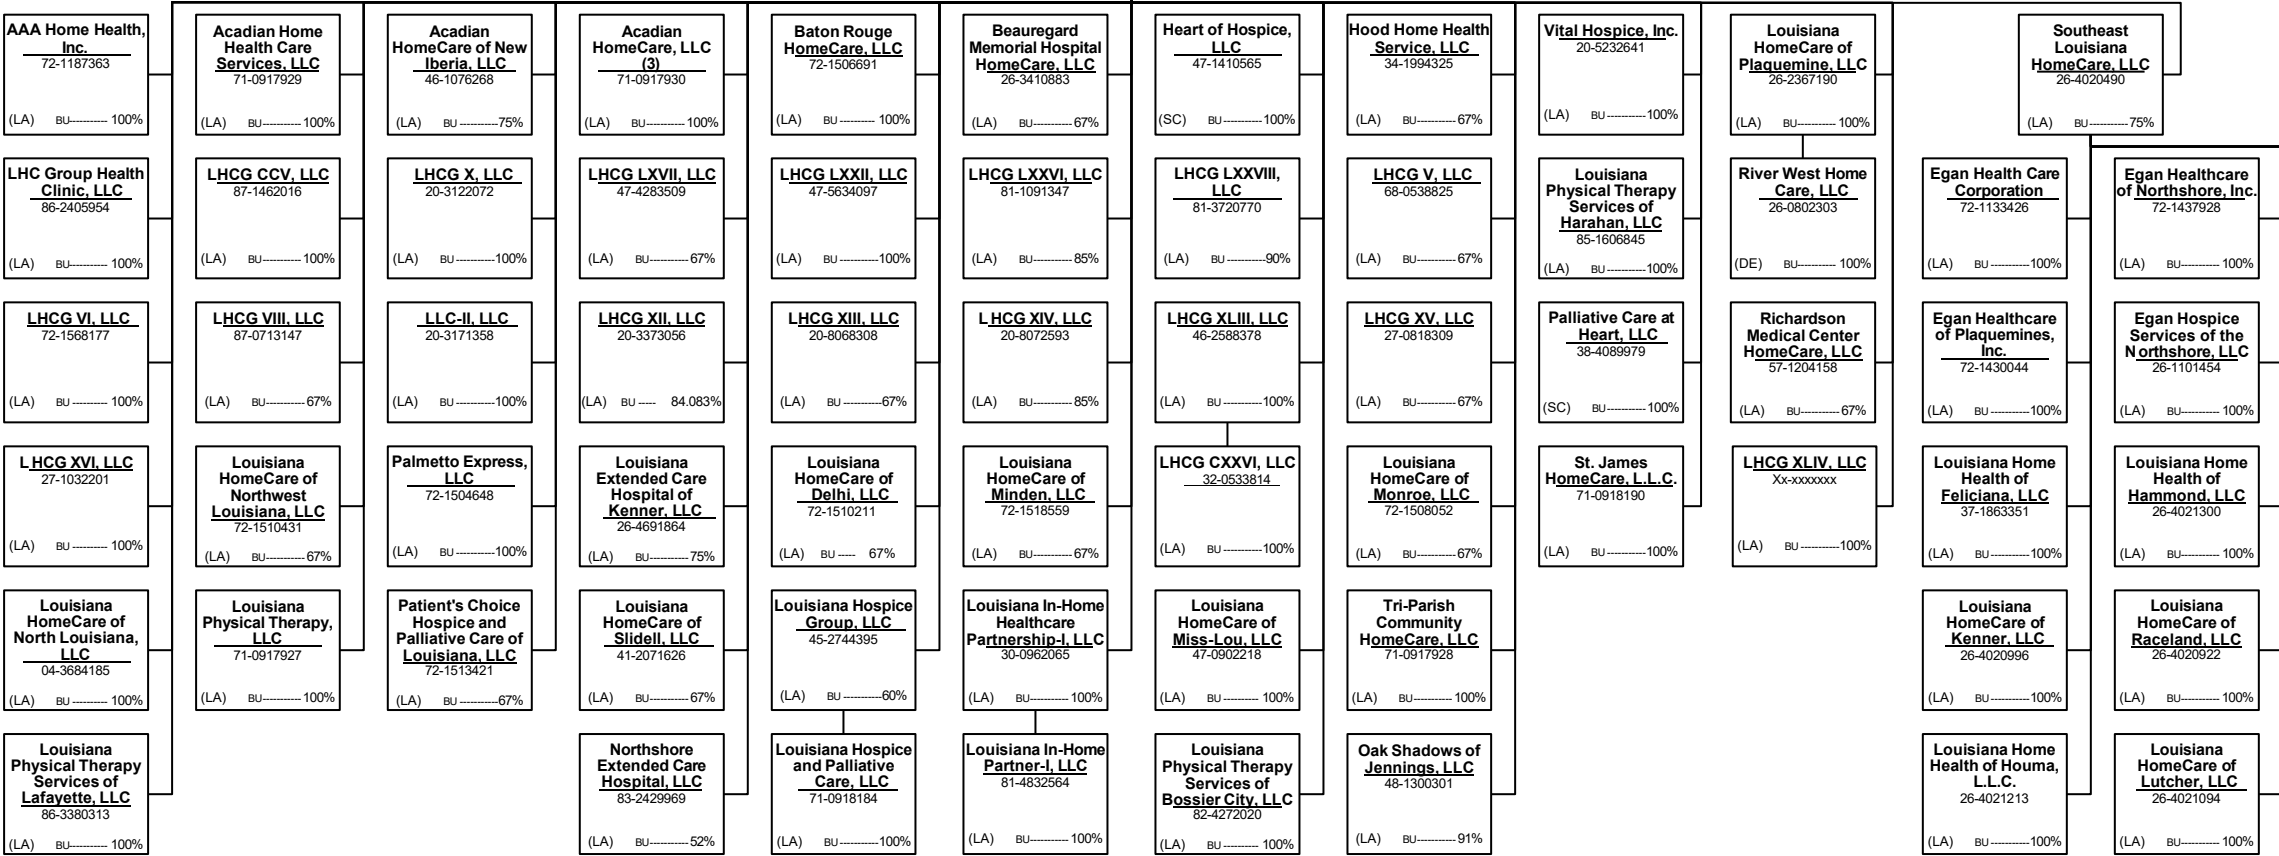 AAA Home Health,
Inc.
72-1187363
(LA) BU----------- 100%
Acadian Home
Health Care
Services, LLC
71-0917929
(LA) BU----------- 100%
Acadian
HomeCare of New
Iberia, LLC
46-1076268
(LA) BU -----------75%
Acadian
HomeCare, LLC
(3)
71-0917930
(LA) BU----------- 100%
Baton Rouge
HomeCare, LLC
72-1506691
(LA) BU ---------- 100%
Beauregard
Memorial Hospital
HomeCare, LLC
26-3410883
(LA) BU----------- 67%
Heart of Hospice,
LLC
47-1410565
(SC) BU -----------100%
Hood Home Health
Service, LLC
34-1994325
(LA) BU----------- 67%
Vital Hospice, Inc.
20-5232641
(LA) BU -----------100%
Louisiana
HomeCare of
Plaquemine, LLC
26-2367190
(LA) BU----------- 100%
Southeast
Louisiana
HomeCare, LLC
26-4020490
(LA) BU----------- 75%
LHC Group Health
Clinic, LLC
86-2405954
(LA) BU----------- 100%
LHCG CCV, LLC
87-1462016
(LA) BU----------- 100%
LHCG X, LLC
20-3122072
(LA) BU -----------100%
LHCG LXVII, LLC
47-4283509
(LA) BU----------- 67%
LHCG LXXII, LLC
47-5634097
(LA) BU -----------100%
LHCG LXXVI, LLC
81-1091347
(LA) BU----------- 85%
LHCG LXXVIII,
LLC
81-3720770
(LA) BU -----------90%
LHCG V, LLC
68-0538825
(LA) BU----------- 67%
Louisiana
Physical Therapy
Services of
Harahan, LLC
85-1606845
(LA) BU -----------100%
River West Home
Care, LLC
26-0802303
(DE) BU----------- 100%
Egan Health Care
Corporation
72-1133426
(LA) BU----------- 100%
Egan Healthcare
of Northshore, Inc.
72-1437928
(LA) BU----------- 100%
LHCG VI, LLC
72-1568177
(LA) BU ---------- 100%
LHCG VIII, LLC
87-0713147
(LA) BU----------- 67%
LLC-II, LLC
20-3171358
(LA) BU -----------100%
LHCG XII, LLC
20-3373056
(LA) BU ----- 84.083%
LHCG XIII, LLC
20-8068308
(LA) BU -----------67%
LHCG XIV, LLC
20-8072593
(LA) BU----------- 85%
LHCG XLIII, LLC
46-2588378
(LA) BU -----------100%
LHCG XV, LLC
27-0818309
(LA) BU----------- 67%
Palliative Care at
Heart, LLC
38-4089979
(SC) BU -----------100%
Richardson
Medical Center
HomeCare, LLC
57-1204158
(LA) BU----------- 67%
Egan Healthcare
of Plaquemines,
Inc.
72-1430044
(LA) BU----------- 100%
Egan Hospice
Services of the
Northshore, LLC
26-1101454
(LA) BU----------- 100%
LHCG XVI, LLC
27-1032201
(LA) BU ---------- 100%
Louisiana
HomeCare of
Northwest
Louisiana, LLC
72-1510431
(LA) BU----------- 67%
Palmetto Express,
LLC
72-1504648
(LA) BU -----------100%
Louisiana
Extended Care
Hospital of
Kenner, LLC
26-4691864
(LA) BU----------- 75%
Louisiana
HomeCare of
Delhi, LLC
72-1510211
(LA) BU ----- 67%
Louisiana
HomeCare of
Minden, LLC
72-1518559
(LA) BU----------- 67%
LHCG CXXVI, LLC
32-0533814
(LA) BU -----------100%
Louisiana
HomeCare of
Monroe, LLC
72-1508052
(LA) BU----------- 67%
St. James
HomeCare, L.L.C.
71-0918190
(LA) BU -----------100%
LHCG XLIV, LLC
Xx-xxxxxxx
(LA) BU -----------100%
Louisiana Home
Health of
Feliciana, LLC
37-1863351
(LA) BU----------- 100%
Louisiana Home
Health of
Hammond, LLC
26-4021300
(LA) BU----------- 100%
Louisiana
HomeCare of
North Louisiana,
LLC
04-3684185
(LA) BU ---------- 100%
Louisiana
Physical Therapy,
LLC
71-0917927
(LA) BU----------- 100%
Patient's Choice
Hospice and
Palliative Care of
Louisiana, LLC
72-1513421
(LA) BU -----------67%
Louisiana
HomeCare of
Slidell, LLC
41-2071626
(LA) BU----------- 67%
Louisiana Hospice
Group, LLC
45-2744395
(LA) BU -----------60%
Louisiana In-Home
Healthcare
Partnership-I, LLC
30-0962065
(LA) BU----------- 100%
Louisiana
HomeCare of
Miss-Lou, LLC
47-0902218
(LA) BU ---------- 100%
Tri-Parish
Community
HomeCare, LLC
71-0917928
(LA) BU----------- 100%
Louisiana
HomeCare of
Kenner, LLC
26-4020996
(LA) BU----------- 100%
Louisiana
HomeCare of
Raceland, LLC
26-4020922
(LA) BU----------- 100%
Louisiana
Physical Therapy
Services of
Lafayette, LLC
86-3380313
(LA) BU----------- 100%
Northshore
Extended Care
Hospital, LLC
83-2429969
(LA) BU----------- 52%
Louisiana Hospice
and Palliative
Care, LLC
71-0918184
(LA) BU-----------100%
Louisiana In-Home
Partner-I, LLC
81-4832564
(LA) BU----------- 100%
Louisiana
Physical Therapy
Services of
Bossier City, LLC
82-4272020
(LA) BU ---------- 100%
Oak Shadows of
Jennings, LLC
48-1300301
(LA) BU----------- 91%
Louisiana Home
Health of Houma,
L.L.C.
26-4021213
(LA) BU----------- 100%
Louisiana
HomeCare of
Lutcher, LLC
26-4021094
(LA) BU----------- 100%